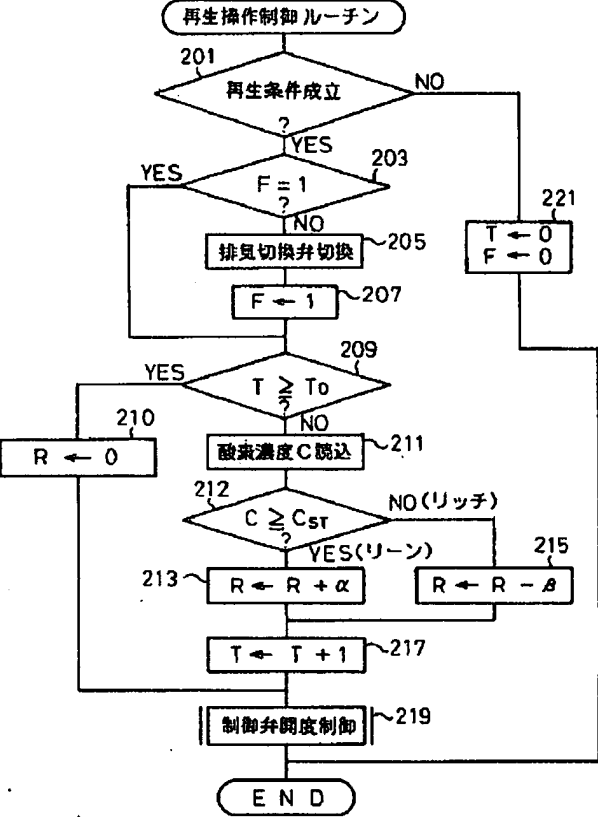 再生操作制御ルーチン
201
再生条件成立
?
NO
YES
203
YES
F = 1
?
NO
221
T ← 0
F ← 0
排気切換弁切換
205
F ← 1
207
209
YES
T ≧ To
?
NO
210
R ← 0
酸素濃度C読込
211
212
C ≧ CST
?
NO(リッチ)
YES(リーン)
213
R ← R + α
215
R ← R - β
T ← T + 1
217
制御弁開度制御
219
END